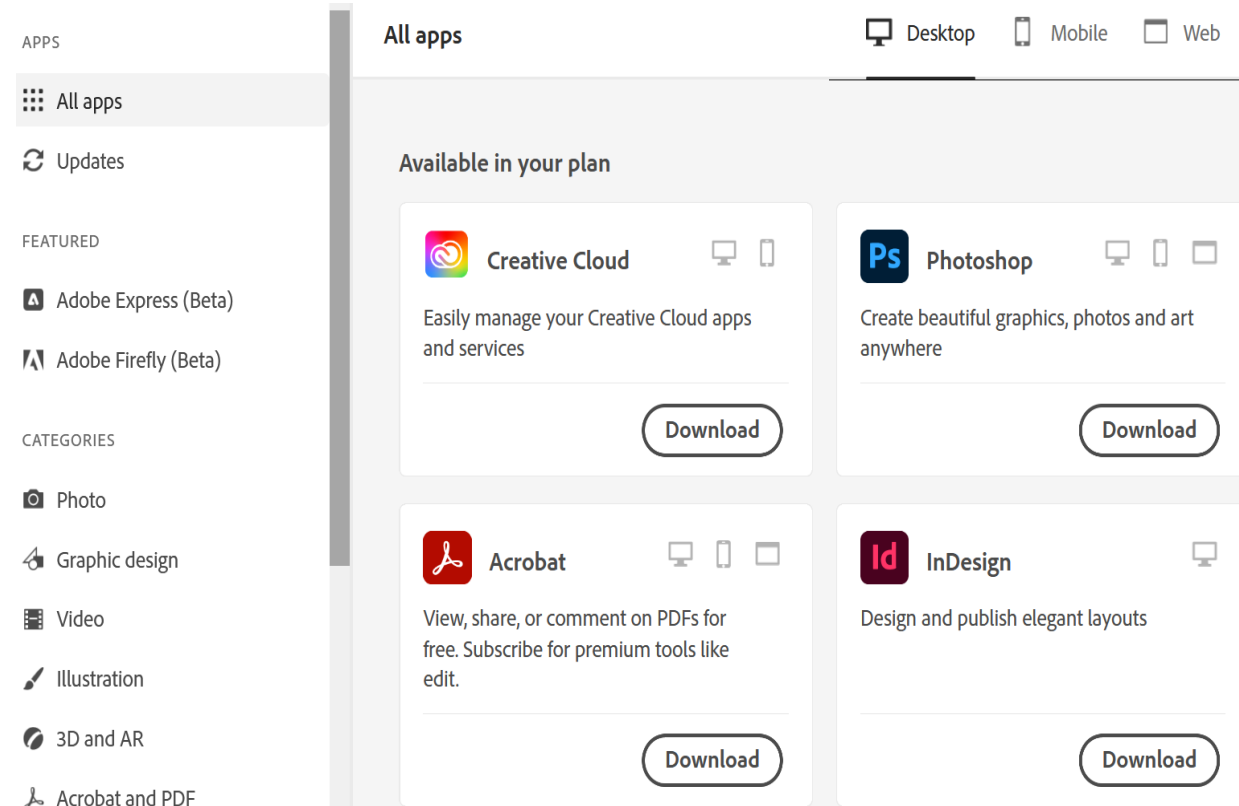 APPS
All apps
Updates
FEATURED
Adobe Express (Beta)
Adobe Firefly (Beta)
CATEGORIES
Photo
Graphic design
Video
Illustration
3D and AR
Acrobat and PDF
All apps
Desktop
Mobile
Web
Available in your plan
Creative Cloud
Easily manage your Creative Cloud apps
and services
Download
Ps
Photoshop
Create beautiful graphics, photos and art
anywhere
Download
Acrobat
View, share, or comment on PDFs for
free. Subscribe for premium tools like
edit.
Download
Id
InDesign
Design and publish elegant layouts
Download